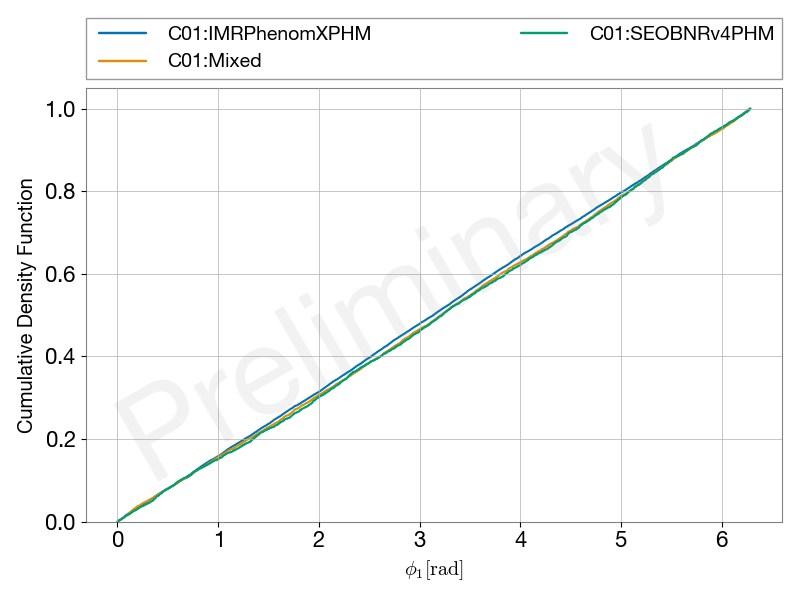 C01:IMRPhenomXPHM
C01:Mixed
C01:SEOBNRv4PHM
Preliminary
Cumulative Density Function
1.0
0.8
0.6
0.4
0.2
0.0
0 1 2 3 4 5 6
ϕ₁[rad]